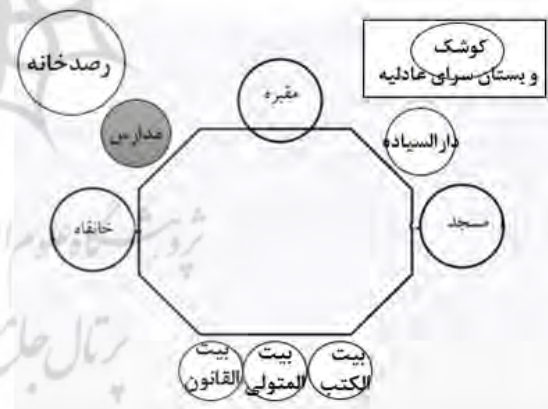 کوشک
و بستان سرای عادلیه
رصدخانه
مقبره
مدارس
دارالسیاده
خانقاه
مسجد
بیت
الکتب
بیت
المتولی
بیت
القانون